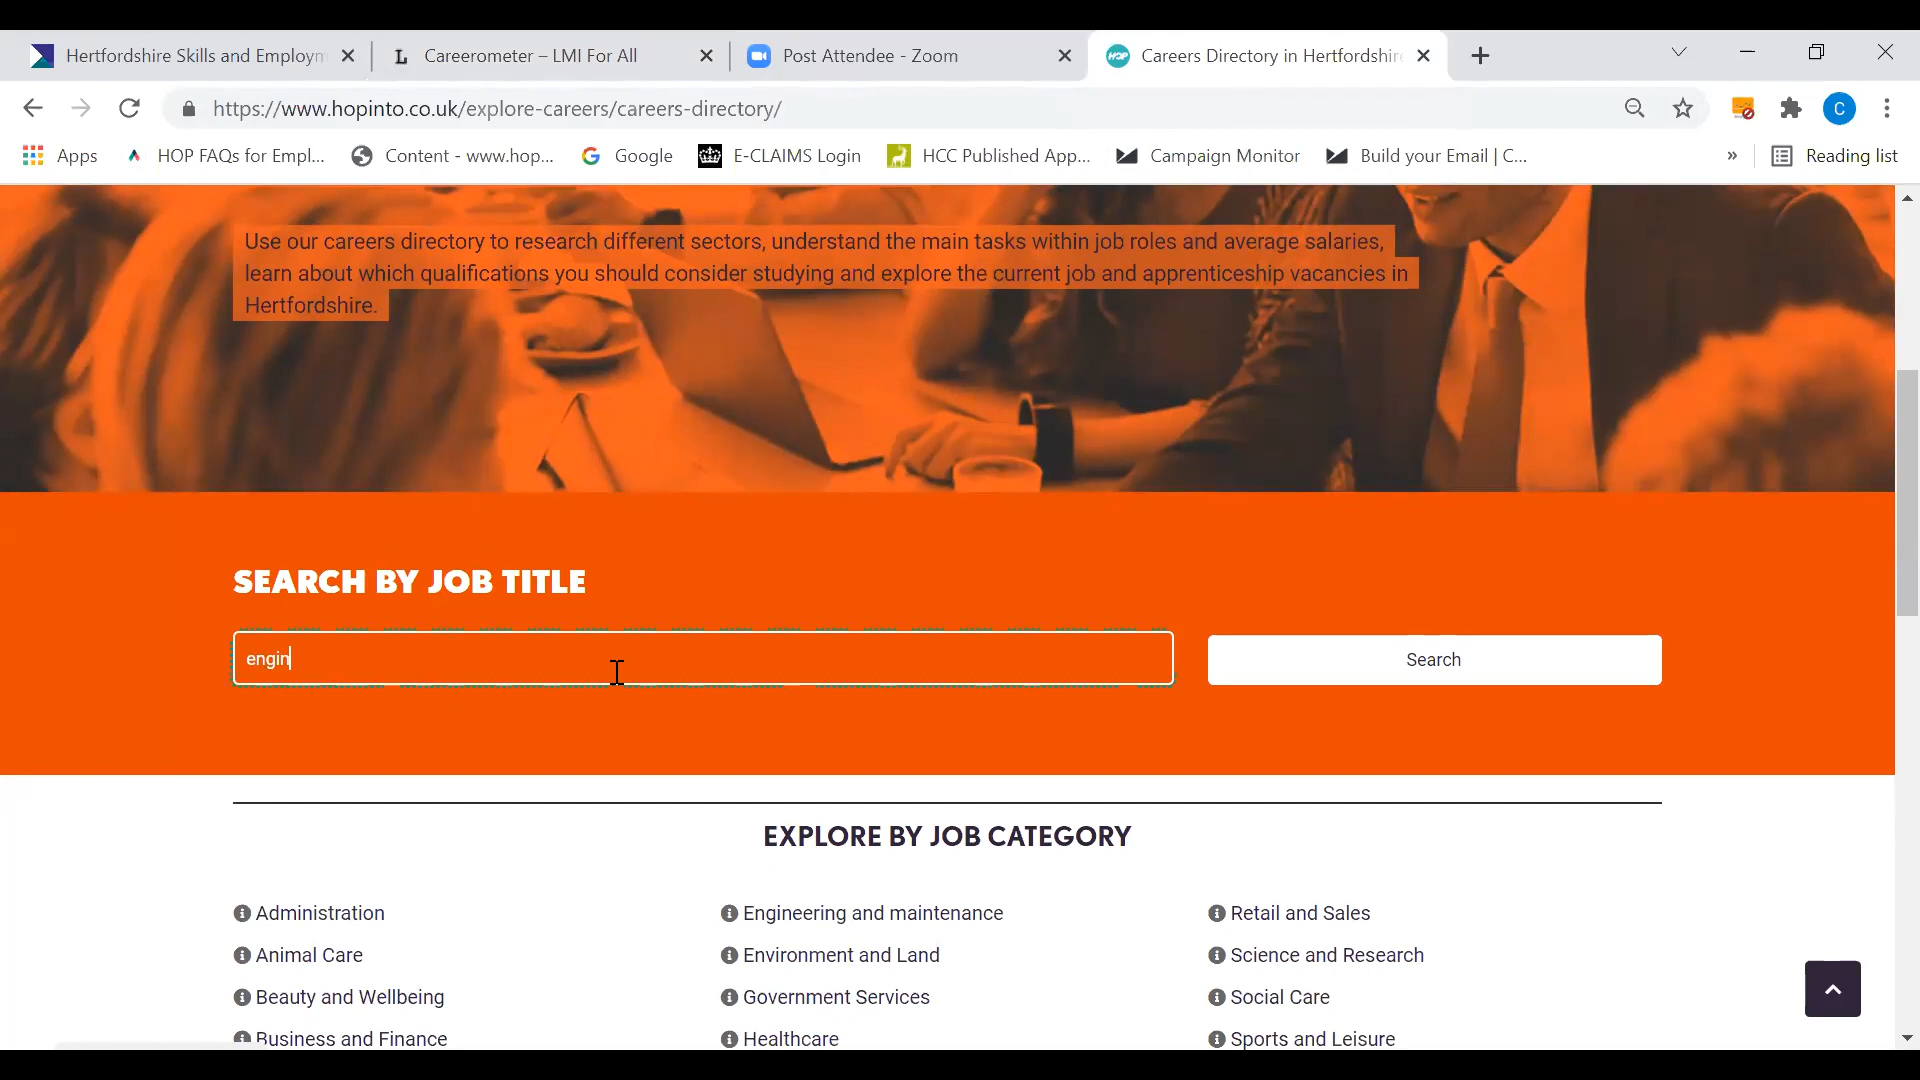 Hertfordshire Skills and Employm
Careerometer – LMI For All
Post Attendee - Zoom
HOP
Careers Directory in Hertfordshire
https://www.hopinto.co.uk/explore-careers/careers-directory/
C
Apps
HOP FAQs for Empl...
Content - www.hop...
Google
E-CLAIMS Login
HCC Published App...
Campaign Monitor
Build your Email | C...
»
Reading list
Use our careers directory to research different sectors, understand the main tasks within job roles and average salaries,
learn about which qualifications you should consider studying and explore the current job and apprenticeship vacancies in
Hertfordshire.
SEARCH BY JOB TITLE
engin
Search
EXPLORE BY JOB CATEGORY
Administration
Engineering and maintenance
Retail and Sales
Animal Care
Environment and Land
Science and Research
Beauty and Wellbeing
Government Services
Social Care
Business and Finance
Healthcare
Sports and Leisure